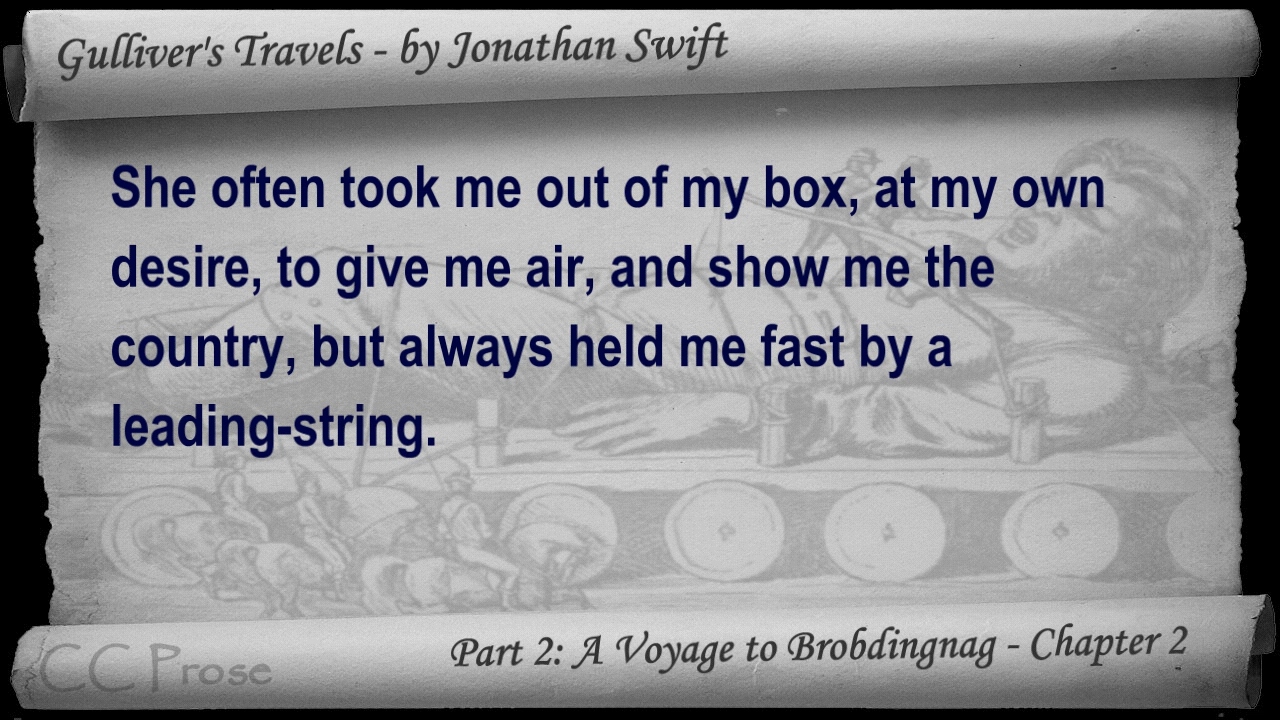 Gulliver's Travels - by Jonathan Swift
She often took me out of my box, at my own
desire, to give me air, and show me the
country, but always held me fast by a
leading-string.
Part 2: A Voyage to Brobdingnag - Chapter 2
CC Prose